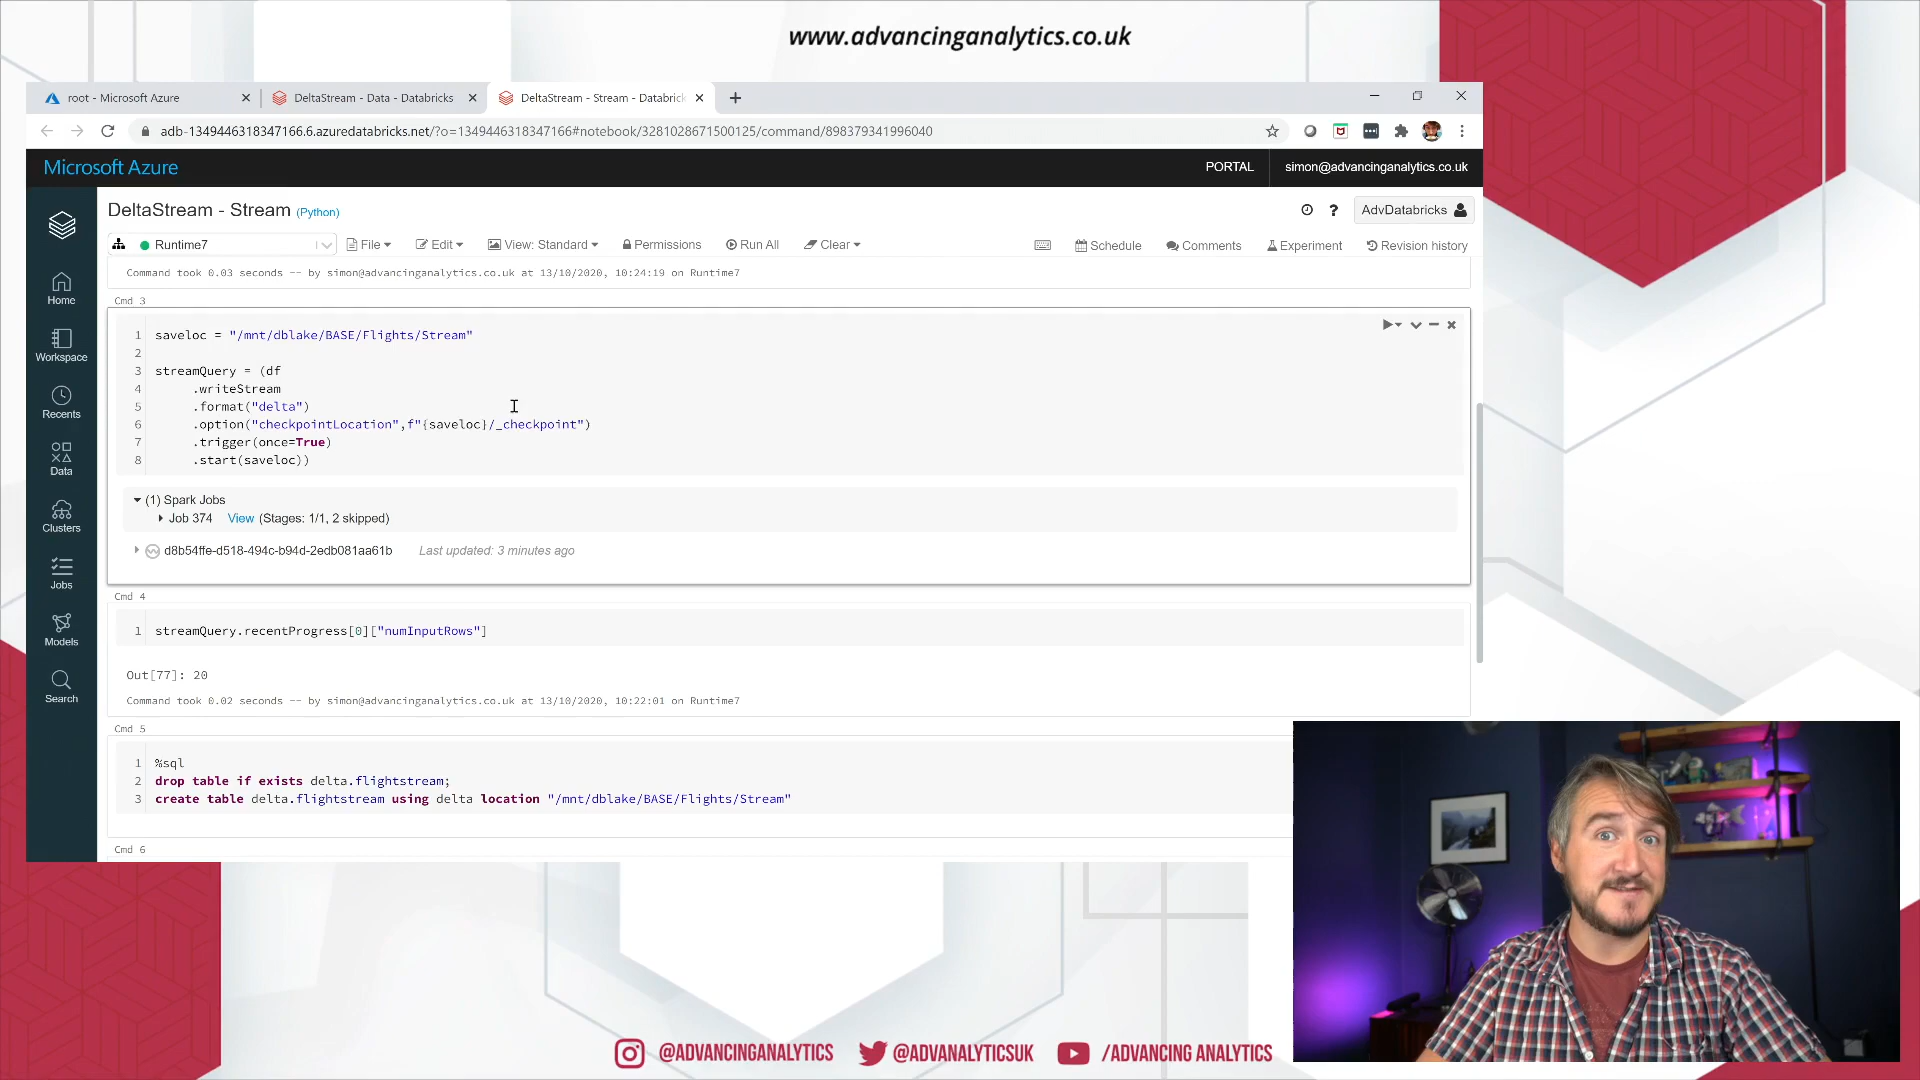 www.advancinganalytics.co.uk
root - Microsoft Azure
DeltaStream - Data - Databricks
DeltaStream - Stream - Databric
adb-1349446318347166.6.azuredatabricks.net/?o=1349446318347166#notebook/3281028671500125/command/898379341996040
Microsoft Azure
PORTAL
simon@advancinganalytics.co.uk
DeltaStream - Stream (Python)
? AdvDatabricks
Runtime7
File
Edit
View: Standard
Permissions
Run All
Clear
Schedule
Comments
Experiment
Revision history
Home
Workspace
Recents
Data
Clusters
Jobs
Models
Search
Command took 0.03 seconds -- by simon@advancinganalytics.co.uk at 13/10/2020, 10:24:19 on Runtime7
Cmd 3
1 saveloc = "/mnt/dblake/BASE/Flights/Stream"
2
3 streamQuery = (df
4 .writeStream
5 .format("delta")
6 .option("checkpointLocation",f"{saveloc}/_checkpoint")
7 .trigger(once=True)
8 .start(saveloc))
(1) Spark Jobs
Job 374 View (Stages: 1/1, 2 skipped)
d8b54ffe-d518-494c-b94d-2edb081aa61b Last updated: 3 minutes ago
Cmd 4
1 streamQuery.recentProgress[0]["numInputRows"]
Out[77]: 20
Command took 0.02 seconds -- by simon@advancinganalytics.co.uk at 13/10/2020, 10:22:01 on Runtime7
Cmd 5
1 %sql
2 drop table if exists delta.flightstream;
3 create table delta.flightstream using delta location "/mnt/dblake/BASE/Flights/Stream"
Cmd 6
@ADVANCINGANALYTICS
@ADVANALYTICSUK
/ADVANCING ANALYTICS